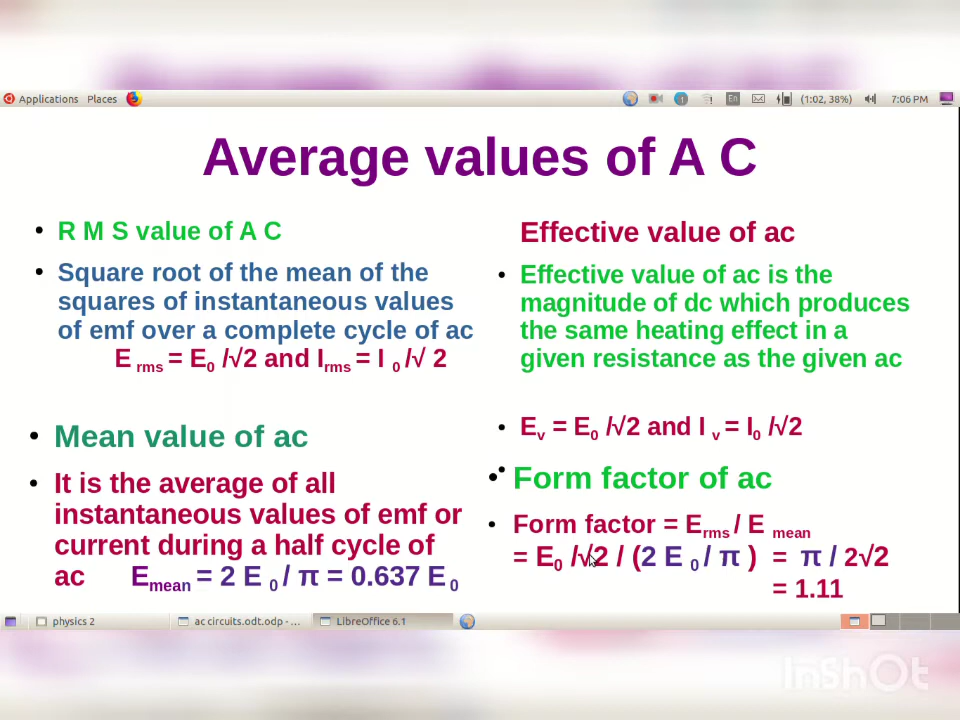 Applications Places
En (1:02, 38%) 7:06 PM
Average values of A C
• R M S value of A C
• Square root of the mean of the
squares of instantaneous values
of emf over a complete cycle of ac
E rms = E0 /√2 and Irms = I 0 /√ 2
• Mean value of ac
• It is the average of all
instantaneous values of emf or
current during a half cycle of
ac Emean = 2 E 0 / π = 0.637 E 0
Effective value of ac
• Effective value of ac is the
magnitude of dc which produces
the same heating effect in a
given resistance as the given ac
• Ev = E0 /√2 and I v = I0 /√2
• Form factor of ac
• Form factor = Erms / E mean
= E0 /√2 / (2 E 0 / π ) = π / 2√2
= 1.11
physics 2 ac circuits.odt.odp - ... LibreOffice 6.1
InShOt